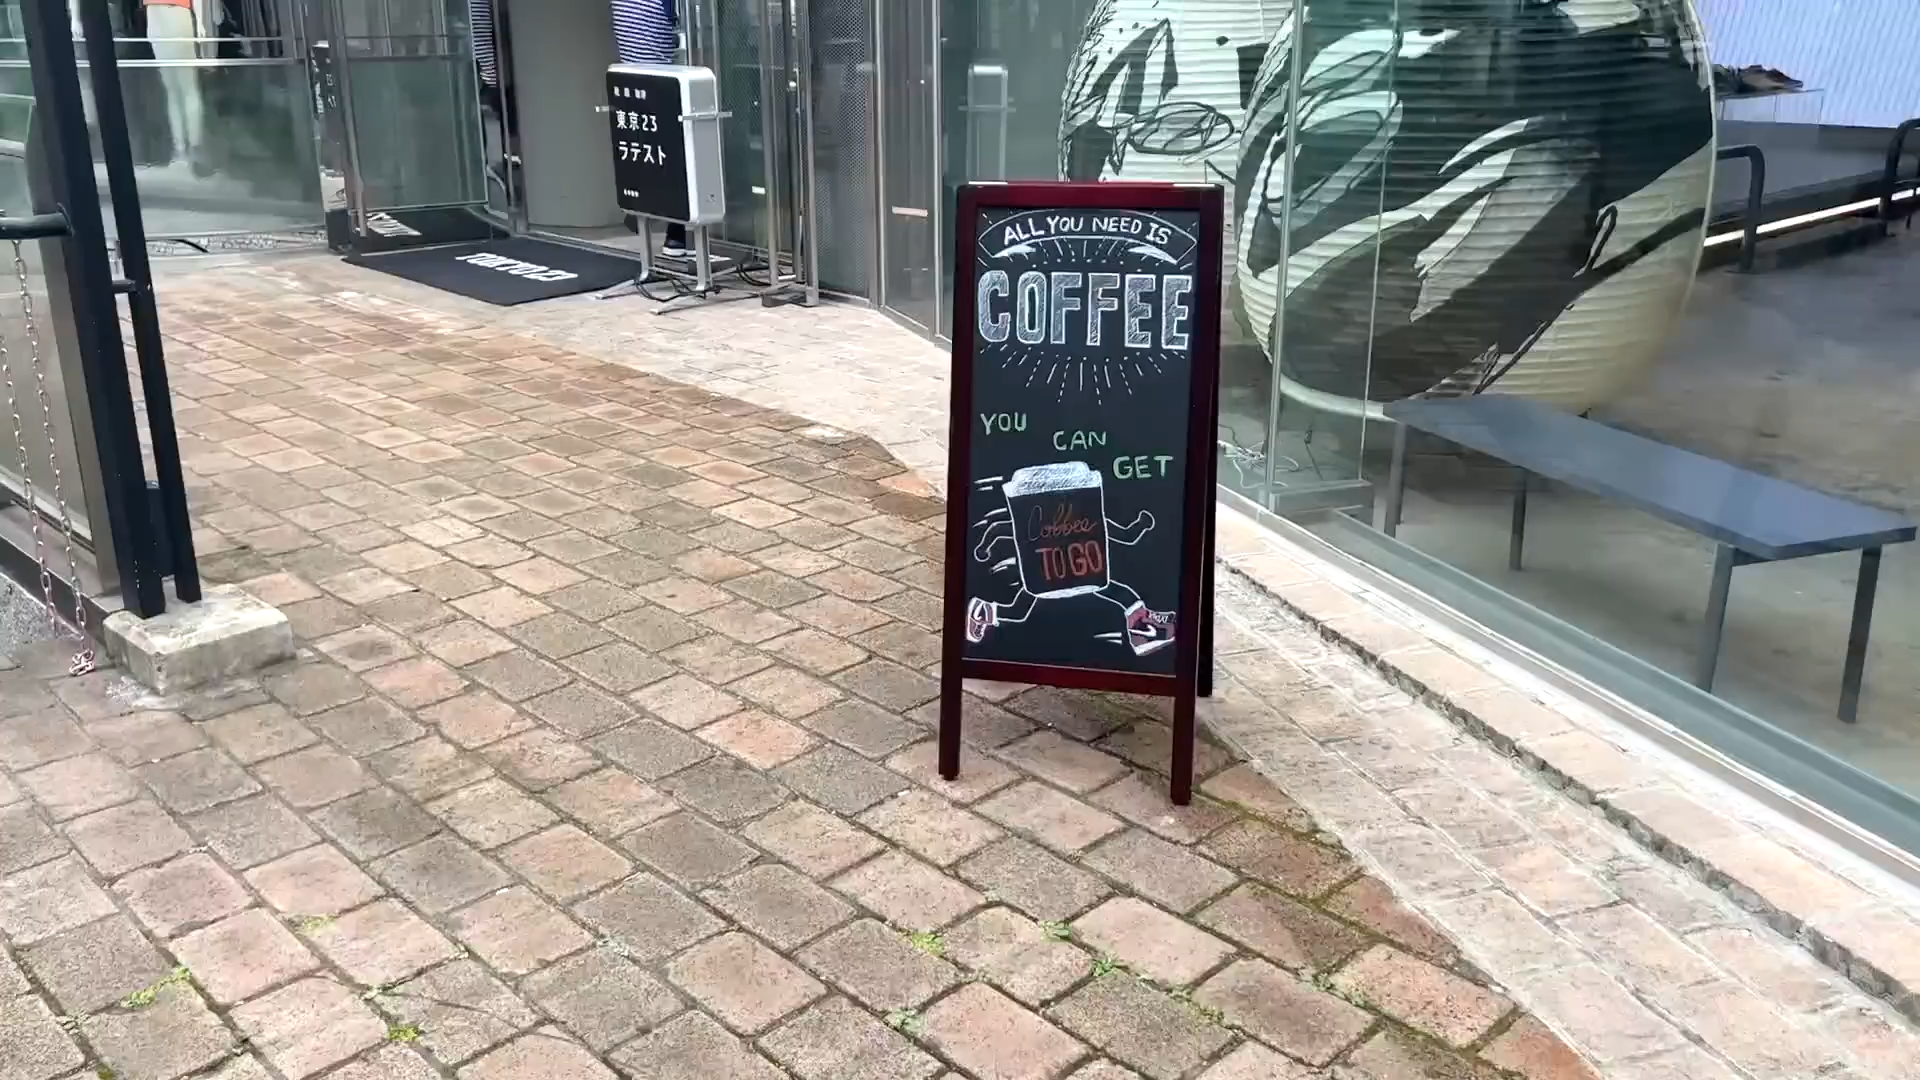 東京23
ラテスト
TOKYO23
ALL YOU NEED IS
COFFEE
YOU
CAN
GET
Coffee
TO GO